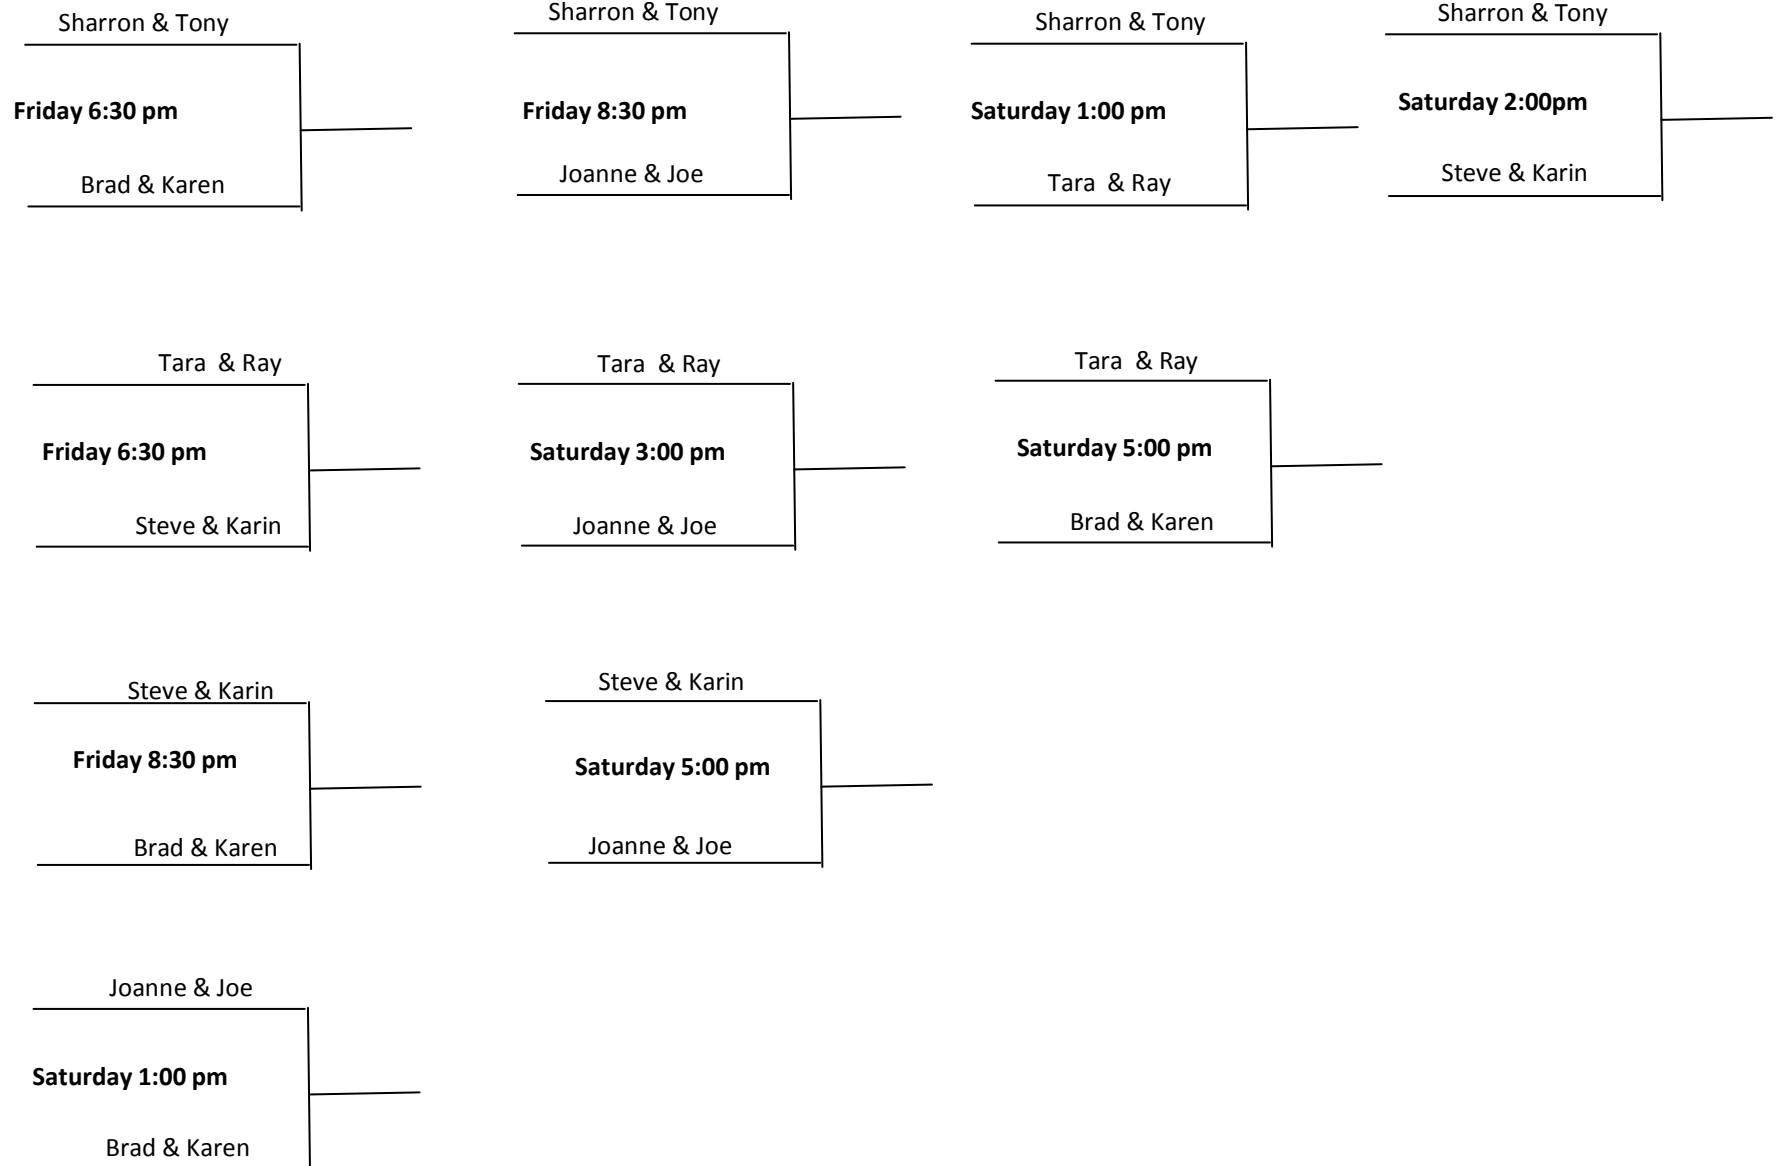 Sharron & Tony
Friday 6:30 pm
Brad & Karen
Sharron & Tony
Friday 8:30 pm
Joanne & Joe
Sharron & Tony
Saturday 1:00 pm
Tara  & Ray
Sharron & Tony
Saturday 2:00pm
Steve & Karin
Tara  & Ray
Friday 6:30 pm
Steve & Karin
Tara  & Ray
Saturday 3:00 pm
Joanne & Joe
Tara  & Ray
Saturday 5:00 pm
Brad & Karen
Steve & Karin
Friday 8:30 pm
Brad & Karen
Steve & Karin
Saturday 5:00 pm
Joanne & Joe
Joanne & Joe
Saturday 1:00 pm
Brad & Karen